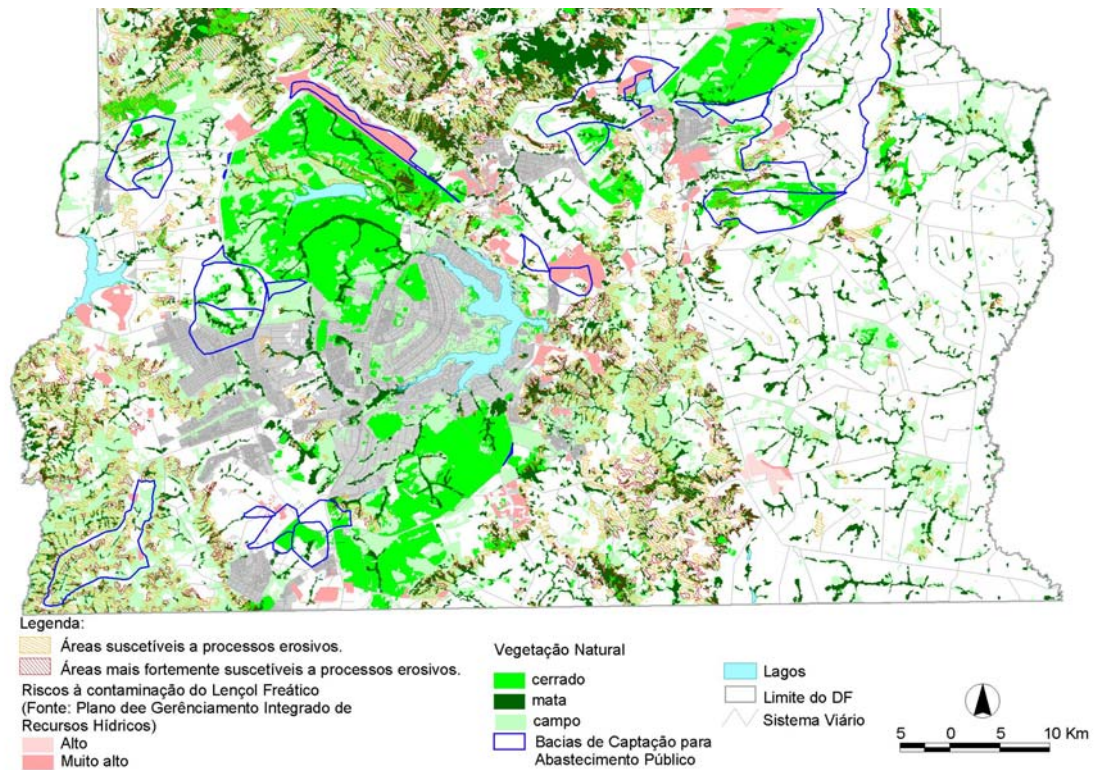 Legenda:
Áreas suscetíveis a processos erosivos.
Áreas mais fortemente suscetíveis a processos erosivos.
Riscos à contaminação do Lençol Freático
(Fonte: Plano dee Gerênciamento Integrado de
Recursos Hídricos)
Alto
Muito alto
Vegetação Natural
cerrado
mata
campo
Bacias de Captação para
Abastecimento Público
Lagos
Limite do DF
Sistema Viário
5 0 5 10 Km